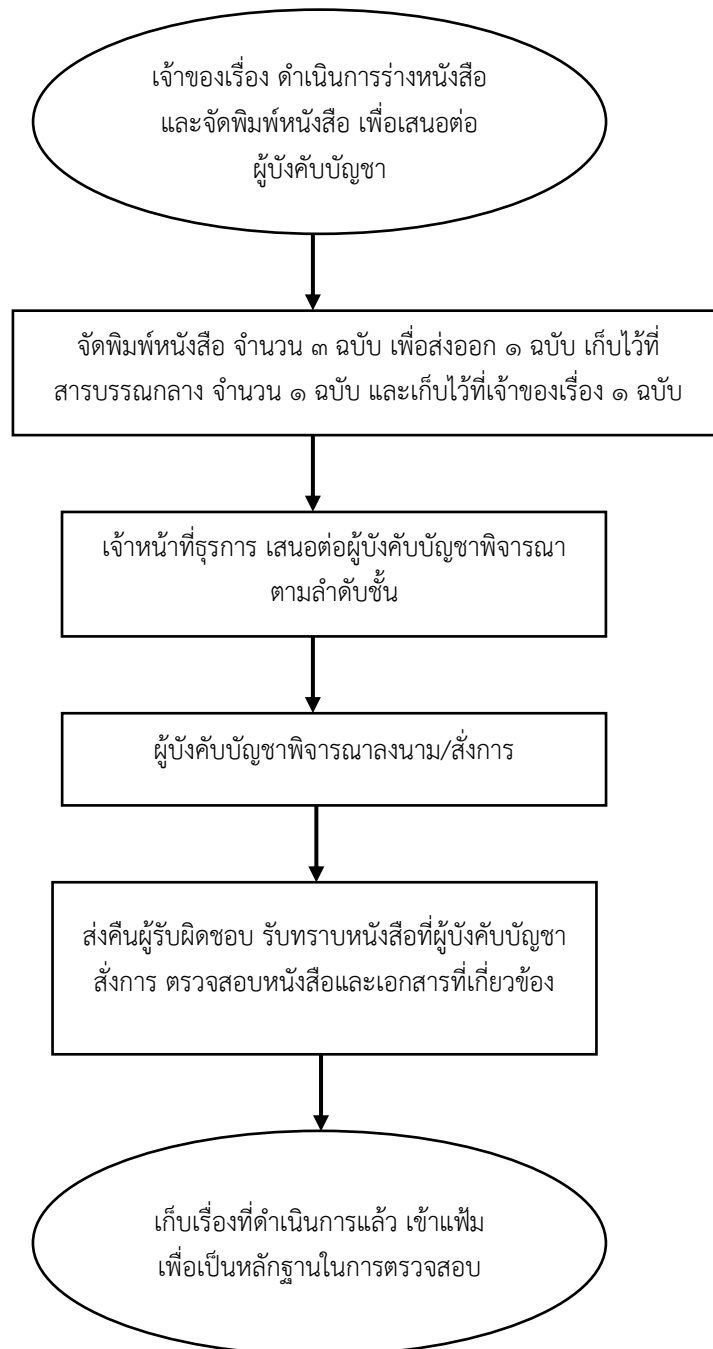 เจ้าของเรื่อง ดำเนินการร่างหนังสือ
และจัดพิมพ์หนังสือ เพื่อเสนอต่อ
ผู้บังคับบัญชา
จัดพิมพ์หนังสือ จำนวน ๓ ฉบับ เพื่อส่งออก ๑ ฉบับ เก็บไว้ที่
สารบรรณกลาง จำนวน ๑ ฉบับ และเก็บไว้ที่เจ้าของเรื่อง ๑ ฉบับ
เจ้าหน้าที่ธุรการ เสนอต่อผู้บังคับบัญชาพิจารณา
ตามลำดับชั้น
ผู้บังคับบัญชาพิจารณาลงนาม/สั่งการ
ส่งคืนผู้รับผิดชอบ รับทราบหนังสือที่ผู้บังคับบัญชา
สั่งการ ตรวจสอบหนังสือและเอกสารที่เกี่ยวข้อง
เก็บเรื่องที่ดำเนินการแล้ว เข้าแฟ้ม
เพื่อเป็นหลักฐานในการตรวจสอบ